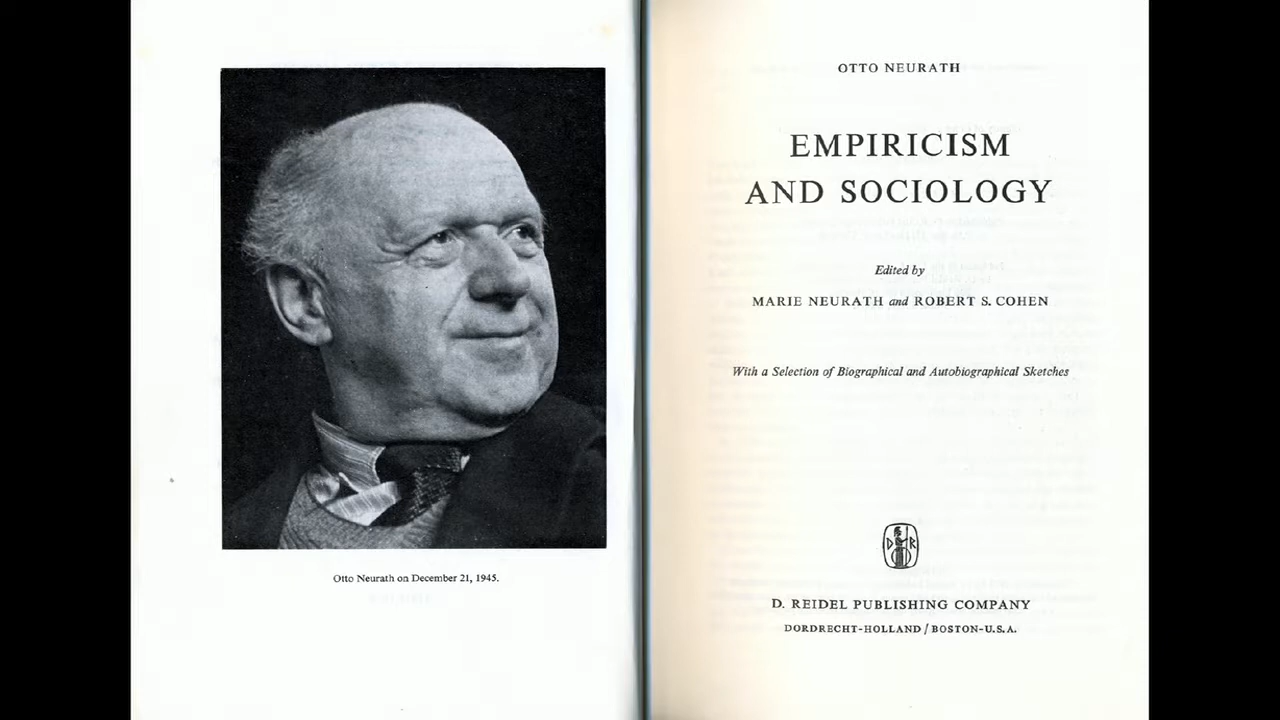 Otto Neurath on December 21, 1945.
OTTO NEURATH
EMPIRICISM
AND SOCIOLOGY
Edited by
MARIE NEURATH and ROBERT S. COHEN
With a Selection of Biographical and Autobiographical Sketches
D R
D. REIDEL PUBLISHING COMPANY
DORDRECHT-HOLLAND / BOSTON-U.S.A.